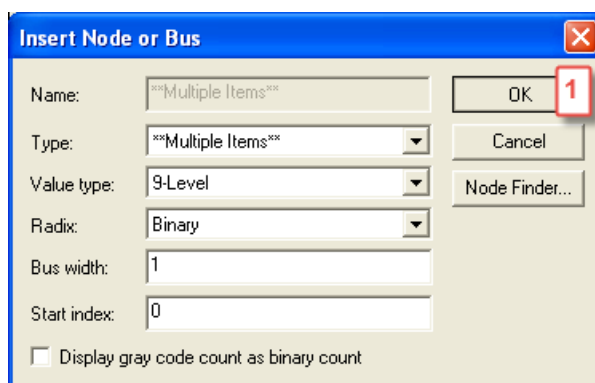 Insert Node or Bus
Name: **Multiple Items** OK 1
Type: **Multiple Items** Cancel
Value type: 9-Level Node Finder...
Radix: Binary
Bus width: 1
Start index: 0
Display gray code count as binary count